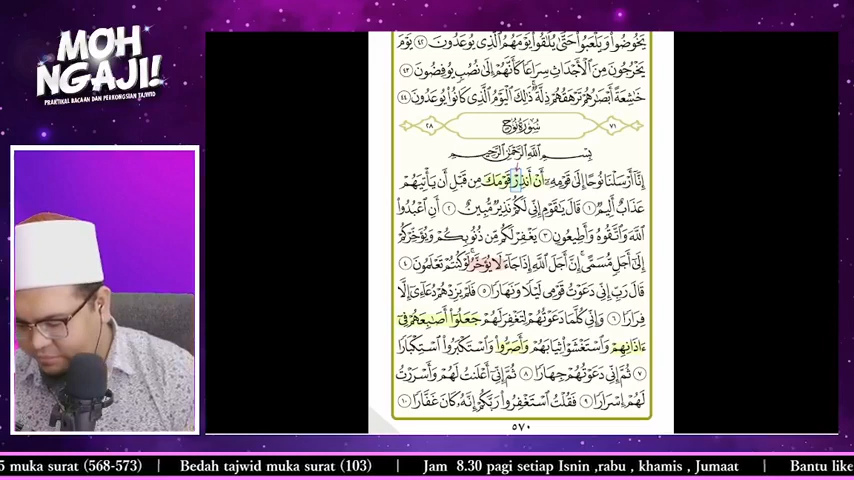 MOH
NGAJI!
PRAKTIKAL BACAAN DAN PERKONGSIAN TAJWID
يَخُوضُوا۟ وَيَلْعَبُوا۟ حَتَّىٰ يُلَـٰقُوا۟ يَوْمَهُمُ ٱلَّذِى يُوعَدُونَ ٤٢ يَوْمَ
يَخْرُجُونَ مِنَ ٱلْأَجْدَاثِ سِرَاعًا كَأَنَّهُمْ إِلَىٰ نُصُبٍ يُوفِضُونَ ٤٣
خَـٰشِعَةً أَبْصَـٰرُهُمْ تَرْهَقُهُمْ ذِلَّةٌ ۚ ذَٰلِكَ ٱلْيَوْمُ ٱلَّذِى كَانُوا۟ يُوعَدُونَ ٤٤
٧١ سُورَةُ نُوحٍ ٢٨
بِسْمِ ٱللَّهِ ٱلرَّحْمَـٰنِ ٱلرَّحِيمِ
إِنَّآ أَرْسَلْنَا نُوحًا إِلَىٰ قَوْمِهِۦٓ أَنْ أَنذِرْ قَوْمَكَ مِن قَبْلِ أَن يَأْتِيَهُمْ
عَذَابٌ أَلِيمٌ ١ قَالَ يَـٰقَوْمِ إِنِّى لَكُمْ نَذِيرٌ مُّبِينٌ ٢ أَنِ ٱعْبُدُوا۟
ٱللَّهَ وَٱتَّقُوهُ وَأَطِيعُونِ ٣ يَغْفِرْ لَكُم مِّن ذُنُوبِكُمْ وَيُؤَخِّرْكُمْ
إِلَىٰٓ أَجَلٍ مُّسَمًّى ۚ إِنَّ أَجَلَ ٱللَّهِ إِذَا جَآءَ لَا يُؤَخَّرُ ۖ لَوْ كُنتُمْ تَعْلَمُونَ ٤
قَالَ رَبِّ إِنِّى دَعَوْتُ قَوْمِى لَيْلًا وَنَهَارًا ٥ فَلَمْ يَزِدْهُمْ دُعَآءِىٓ إِلَّا
فِرَارًا ٦ وَإِنِّى كُلَّمَا دَعَوْتُهُمْ لِتَغْفِرَ لَهُمْ جَعَلُوٓا۟ أَصَـٰبِعَهُمْ فِىٓ
ءَاذَانِهِمْ وَٱسْتَغْشَوْا۟ ثِيَابَهُمْ وَأَصَرُّوا۟ وَٱسْتَكْبَرُوا۟ ٱسْتِكْبَارًا
٧ ثُمَّ إِنِّى دَعَوْتُهُمْ جِهَارًا ٨ ثُمَّ إِنِّىٓ أَعْلَنتُ لَهُمْ وَأَسْرَرْتُ
لَهُمْ إِسْرَارًا ٩ فَقُلْتُ ٱسْتَغْفِرُوا۟ رَبَّكُمْ إِنَّهُۥ كَانَ غَفَّارًا ١٠
٥٧٠
5 muka surat (568-573) | Bedah tajwid muka surat (103) | Jam 8.30 pagi setiap Isnin ,rabu , khamis , Jumaat | Bantu like